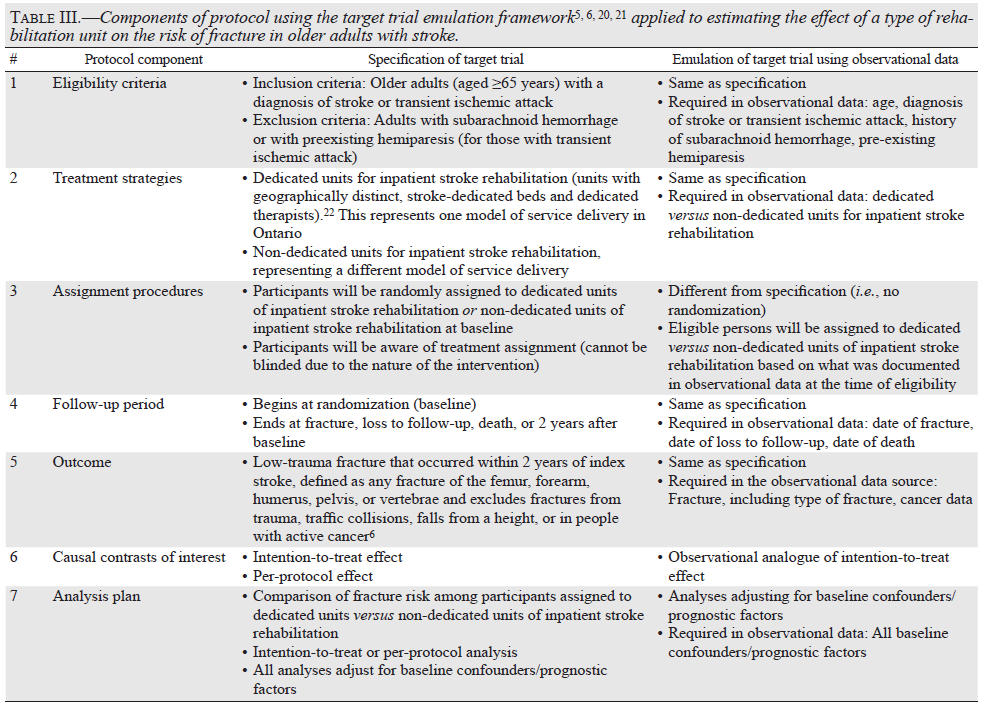 TABLE III.—Components of protocol using the target trial emulation framework5, 6, 20, 21 applied to estimating the effect of a type of reha-
bilitation unit on the risk of fracture in older adults with stroke.
# Protocol component Specification of target trial Emulation of target trial using observational data
1 Eligibility criteria
• Inclusion criteria: Older adults (aged ≥65 years) with a
diagnosis of stroke or transient ischemic attack
• Exclusion criteria: Adults with subarachnoid hemorrhage
or with preexisting hemiparesis (for those with transient
ischemic attack)
• Same as specification
• Required in observational data: age, diagnosis
of stroke or transient ischemic attack, history
of subarachnoid hemorrhage, pre-existing
hemiparesis
2 Treatment strategies
• Dedicated units for inpatient stroke rehabilitation (units with
geographically distinct, stroke-dedicated beds and dedicated
therapists).22 This represents one model of service delivery in
Ontario
• Non-dedicated units for inpatient stroke rehabilitation,
representing a different model of service delivery
• Same as specification
• Required in observational data: dedicated
versus non-dedicated units for inpatient stroke
rehabilitation
3 Assignment procedures
• Participants will be randomly assigned to dedicated units
of inpatient stroke rehabilitation or non-dedicated units of
inpatient stroke rehabilitation at baseline
• Participants will be aware of treatment assignment (cannot be
blinded due to the nature of the intervention)
• Different from specification (i.e., no
randomization)
• Eligible persons will be assigned to dedicated
versus non-dedicated units of inpatient stroke
rehabilitation based on what was documented
in observational data at the time of eligibility
4 Follow-up period
• Begins at randomization (baseline)
• Ends at fracture, loss to follow-up, death, or 2 years after
baseline
• Same as specification
• Required in observational data: date of fracture,
date of loss to follow-up, date of death
5 Outcome
• Low-trauma fracture that occurred within 2 years of index
stroke, defined as any fracture of the femur, forearm,
humerus, pelvis, or vertebrae and excludes fractures from
trauma, traffic collisions, falls from a height, or in people
with active cancer6
• Same as specification
• Required in the observational data source:
Fracture, including type of fracture, cancer data
6 Causal contrasts of interest
• Intention-to-treat effect
• Per-protocol effect
• Observational analogue of intention-to-treat
effect
7 Analysis plan
• Comparison of fracture risk among participants assigned to
dedicated units versus non-dedicated units of inpatient stroke
rehabilitation
• Intention-to-treat or per-protocol analysis
• All analyses adjust for baseline confounders/prognostic
factors
• Analyses adjusting for baseline confounders/
prognostic factors
• Required in observational data: All baseline
confounders/prognostic factors